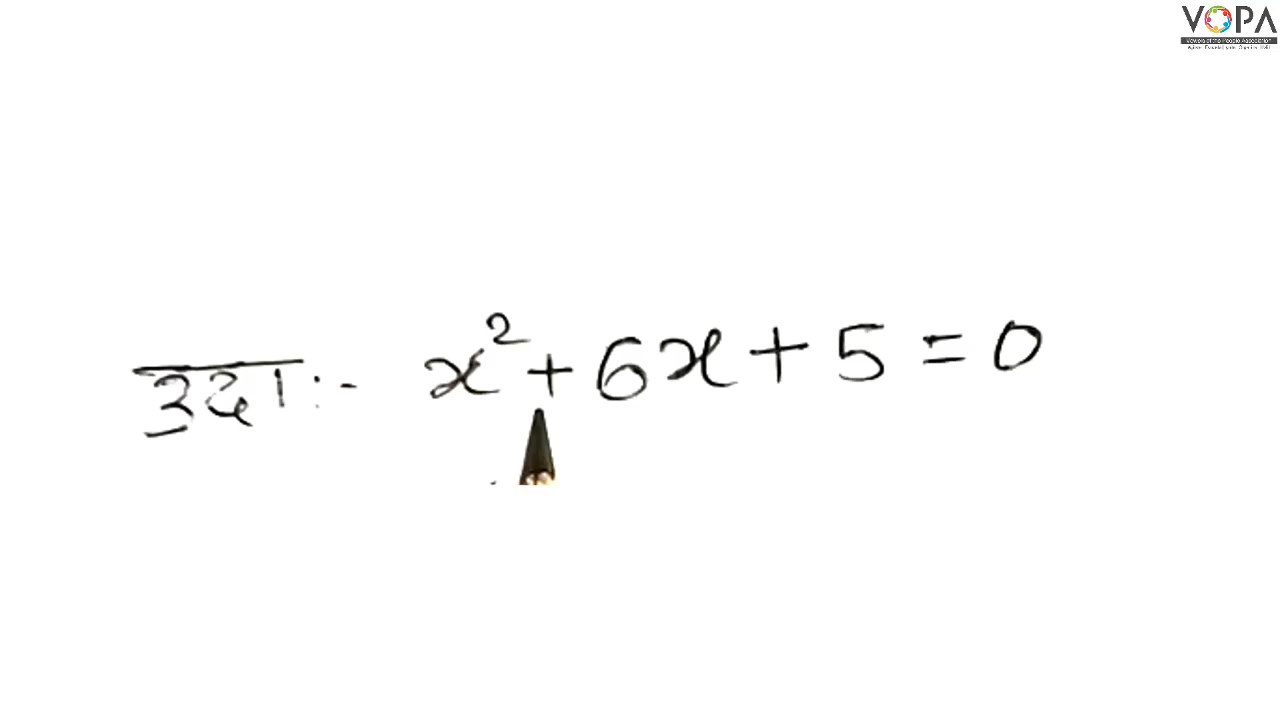 VOPA
उदा :- x² + 6x + 5 = 0